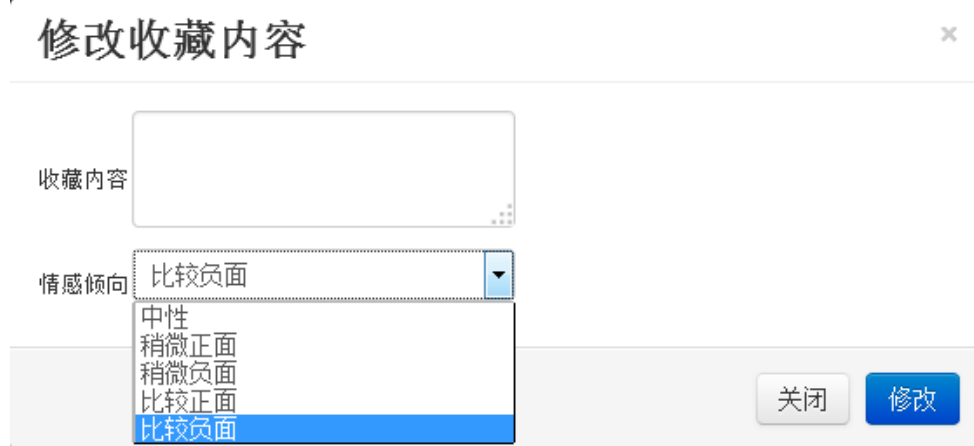 修改收藏内容
×
收藏内容
情感倾向 比较负面
中性
稍微正面
稍微负面
比较正面
比较负面
关闭 修改